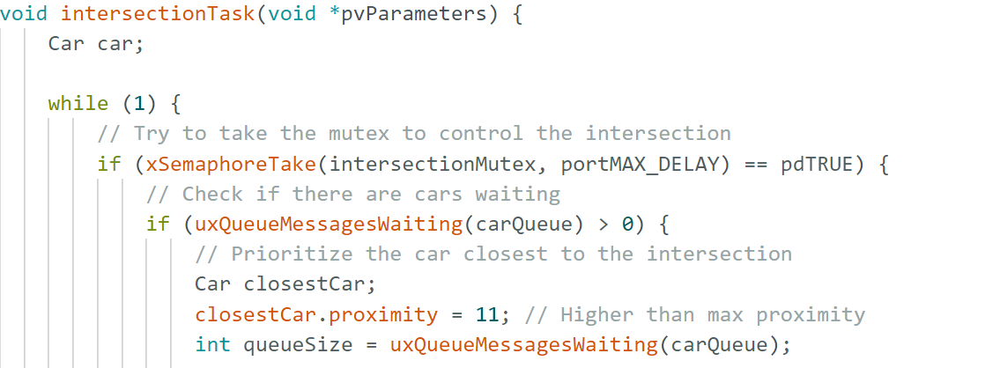 void intersectionTask(void *pvParameters) {
Car car;
while (1) {
// Try to take the mutex to control the intersection
if (xSemaphoreTake(intersectionMutex, portMAX_DELAY) == pdTRUE) {
// Check if there are cars waiting
if (uxQueueMessagesWaiting(carQueue) > 0) {
// Prioritize the car closest to the intersection
Car closestCar;
closestCar.proximity = 11; // Higher than max proximity
int queueSize = uxQueueMessagesWaiting(carQueue);